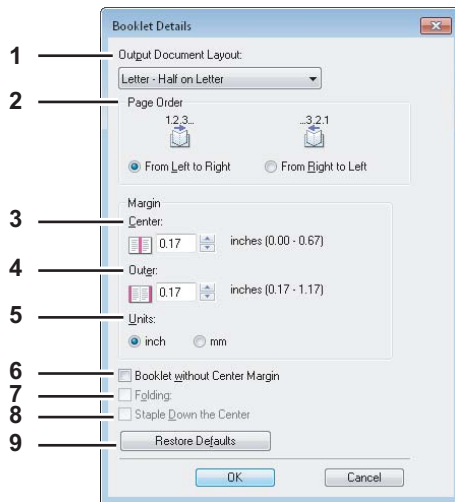 Booklet Details
1
Output Document Layout:
Letter - Half on Letter
2
Page Order
1.2.3... ...3.2.1
From Left to Right From Right to Left
Margin
3
Center:
0.17 inches (0.00 - 0.67)
4
Outer:
0.17 inches (0.17 - 1.17)
5
Units:
inch mm
6 Booklet without Center Margin
7 Folding:
8 Staple Down the Center
9 Restore Defaults
OK Cancel